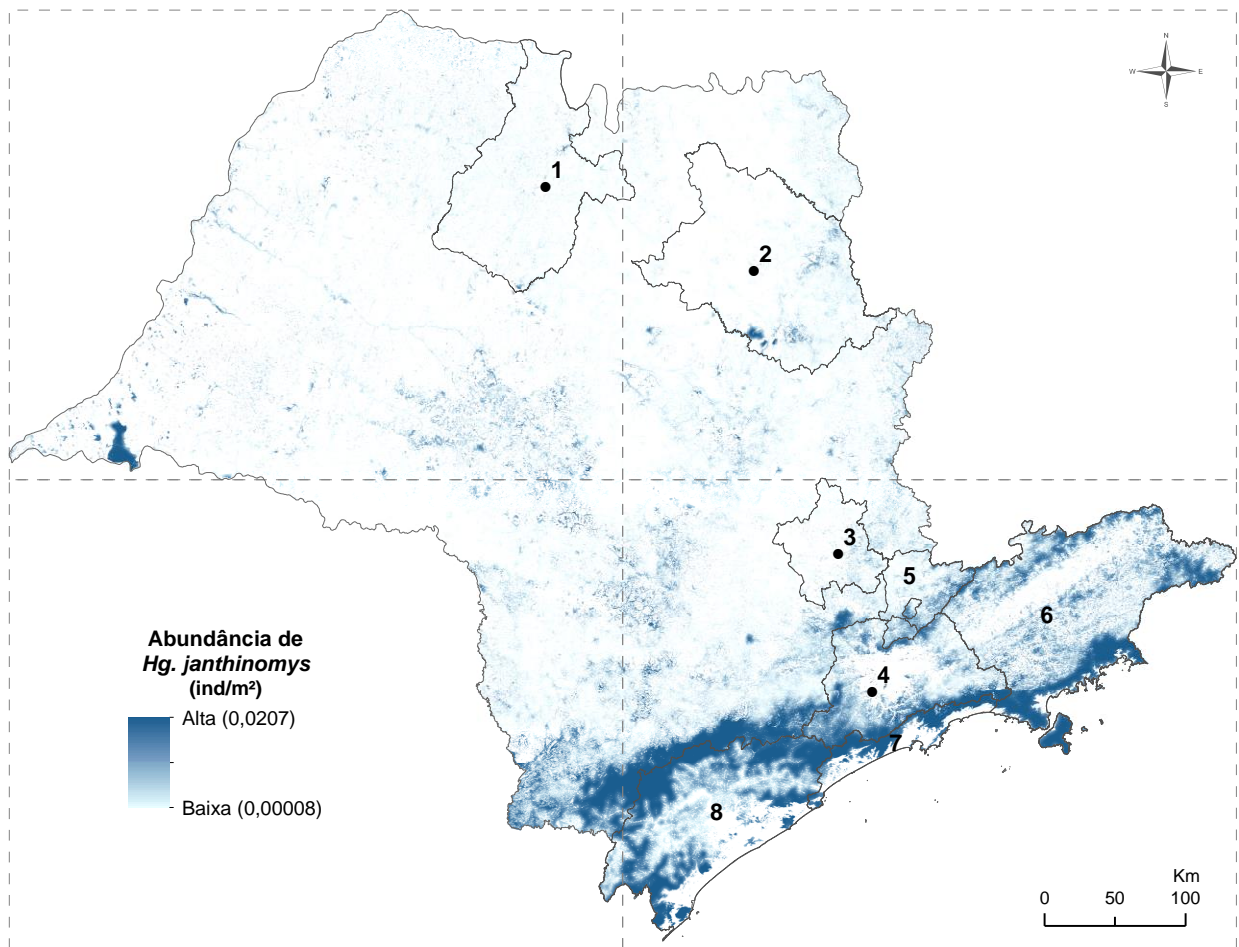 N
W
E
S
1
2
3
5
6
4
7
8
Abundância de
Hg. janthinomys
(ind/m²)
Alta (0,0207)
Baixa (0,00008)
Km
0 50 100